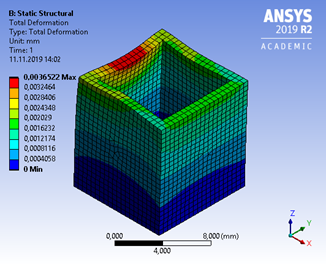 B: Static Structural
Total Deformation
Type: Total Deformation
Unit: mm
Time: 1
11.11.2019 14:02
0,0036522 Max
0,0032464
0,0028406
0,0024348
0,002029
0,0016232
0,0012174
0,0008116
0,0004058
0 Min
ANSYS
2019 R2
ACADEMIC
0,000
8,000 (mm)
4,000
Z
Y
X